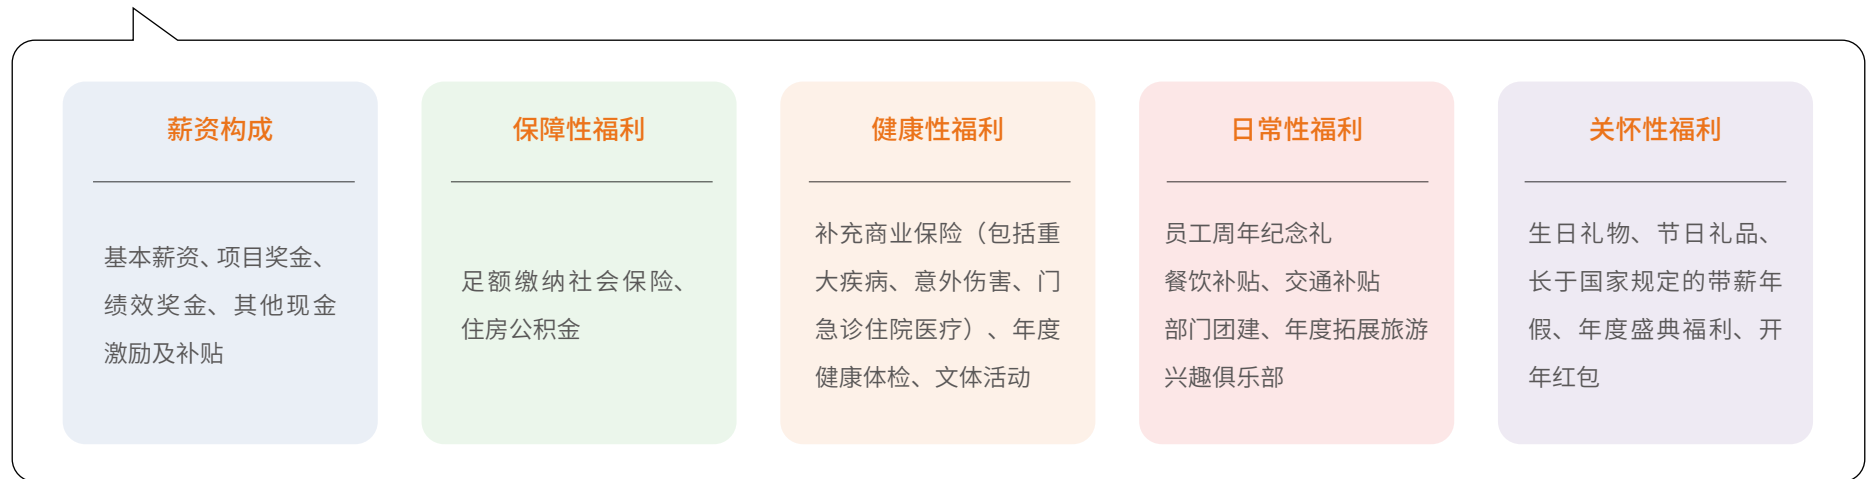 薪资构成
基本薪资、项目奖金、
绩效奖金、其他现金
激励及补贴
保障性福利
足额缴纳社会保险、
住房公积金
健康性福利
补充商业保险（包括重
大疾病、意外伤害、门
急诊住院医疗）、年度
健康体检、文体活动
日常性福利
员工周年纪念礼
餐饮补贴、交通补贴
部门团建、年度拓展旅游
兴趣俱乐部
关怀性福利
生日礼物、节日礼品、
长于国家规定的带薪年
假、年度盛典福利、开
年红包